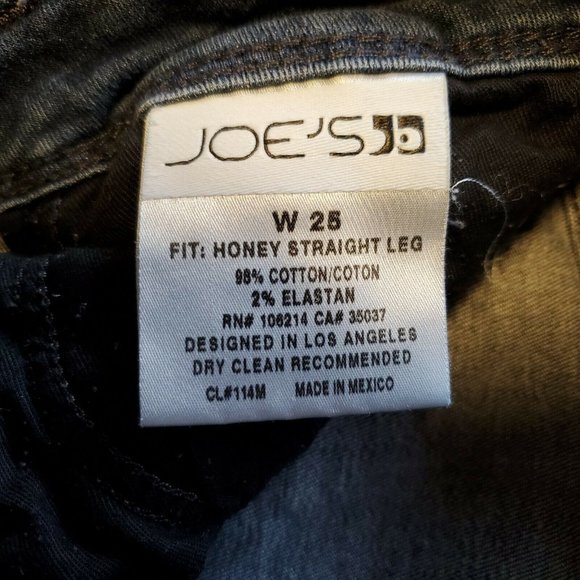 JOE'S
W 25
FIT: HONEY STRAIGHT LEG
98% COTTON/COTON
2% ELASTAN
RN# 106214 CA# 35037
DESIGNED IN LOS ANGELES
DRY CLEAN RECOMMENDED
CL#114M MADE IN MEXICO